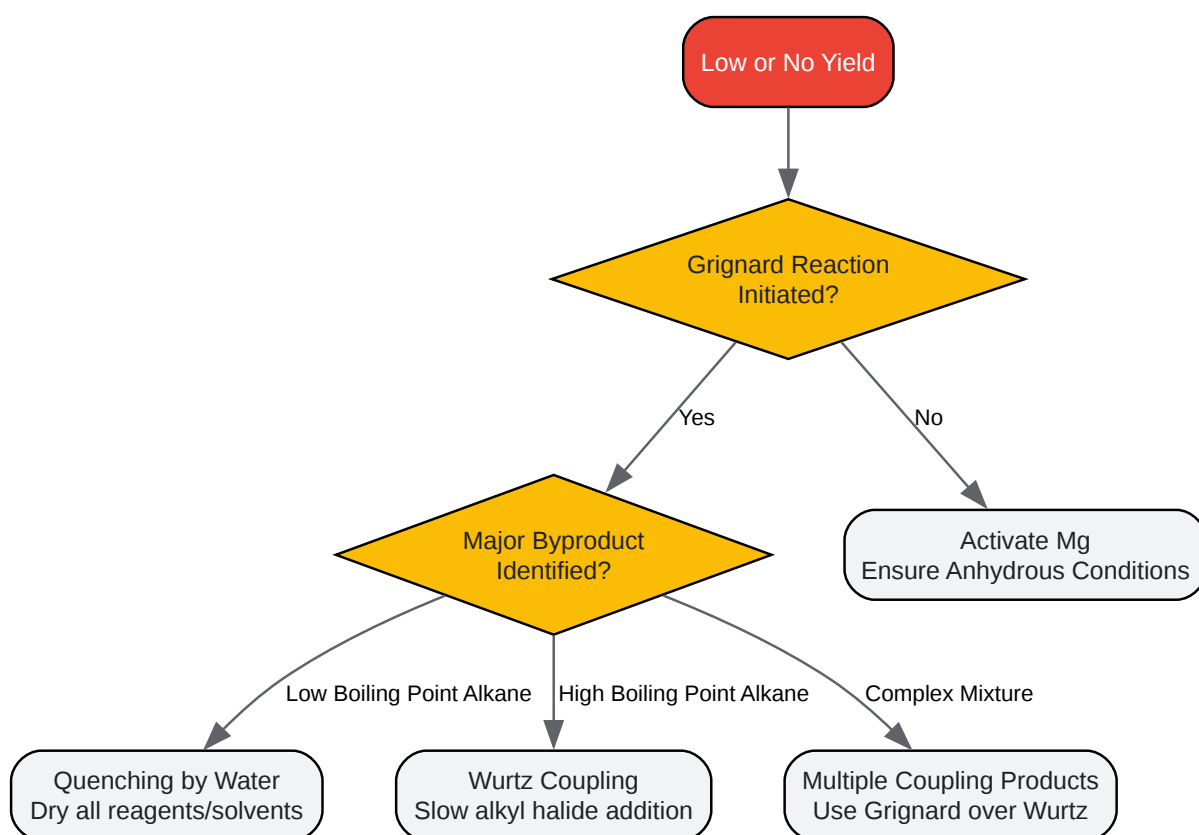 Low or No Yield
Grignard Reaction
Initiated?
Yes
No
Major Byproduct
Identified?
Activate Mg
Ensure Anhydrous Conditions
Low Boiling Point Alkane
High Boiling Point Alkane
Complex Mixture
Quenching by Water
Dry all reagents/solvents
Wurtz Coupling
Slow alkyl halide addition
Multiple Coupling Products
Use Grignard over Wurtz